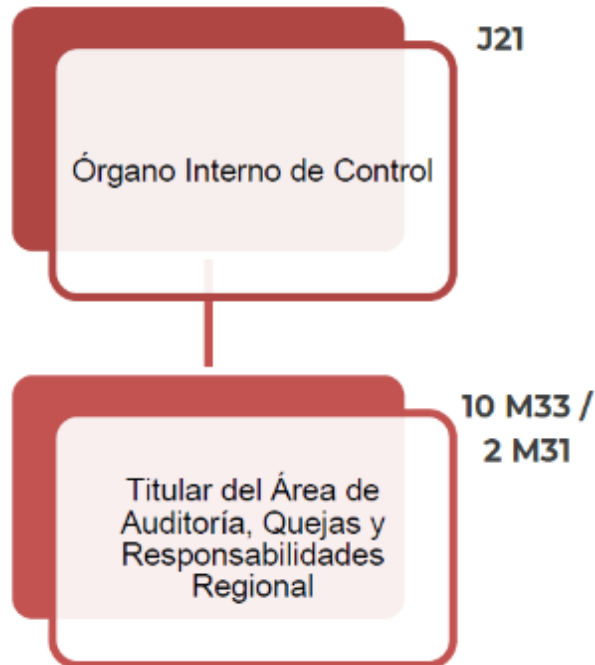 J21
Órgano Interno de Control
10 M33 /
2 M31
Titular del Área de
Auditoría, Quejas y
Responsabilidades
Regional